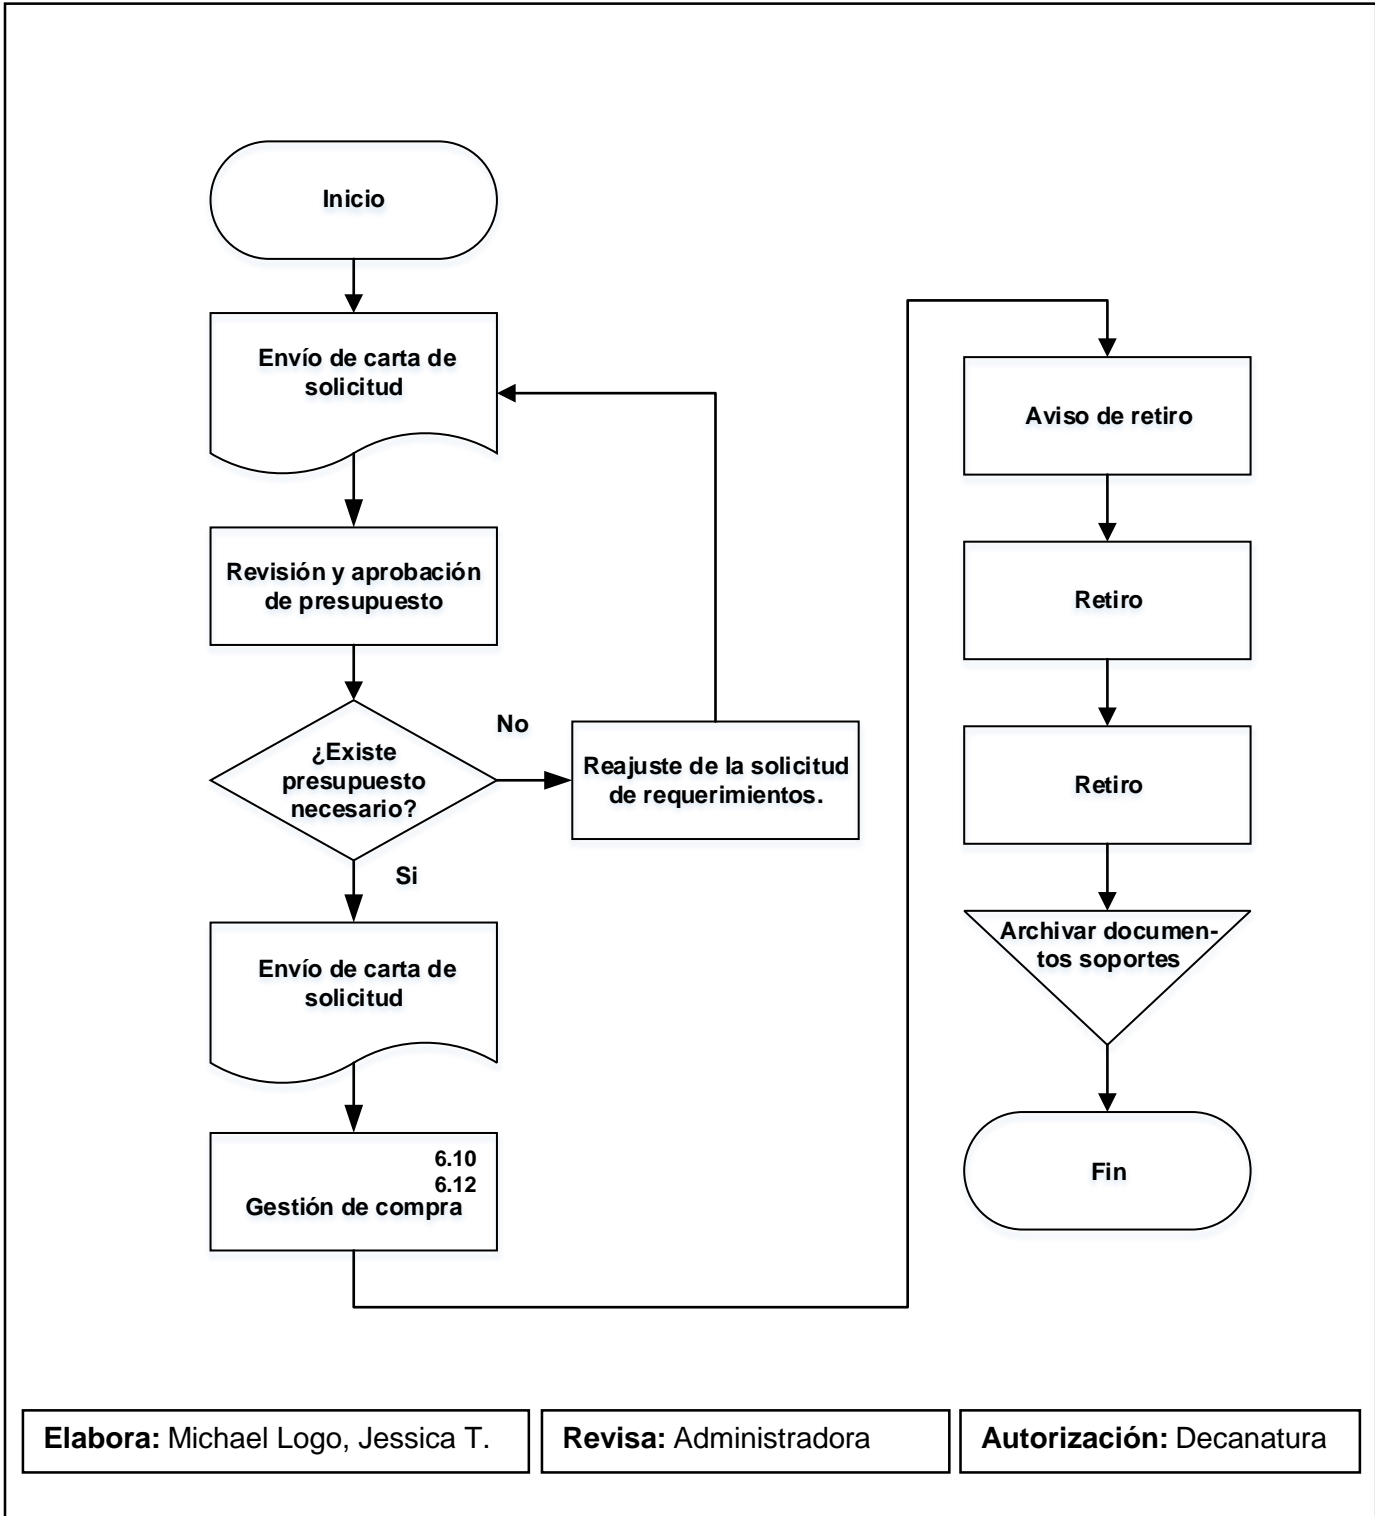 Inicio
Envío de carta de
solicitud
Revisión y aprobación
de presupuesto
¿Existe
presupuesto
necesario?
No
Reajuste de la solicitud
de requerimientos.
Si
Envío de carta de
solicitud
6.10
6.12
Gestión de compra
Aviso de retiro
Retiro
Retiro
Archivar documen-
tos soportes
Fin
Elabora: Michael Logo, Jessica T.
Revisa: Administradora
Autorización: Decanatura